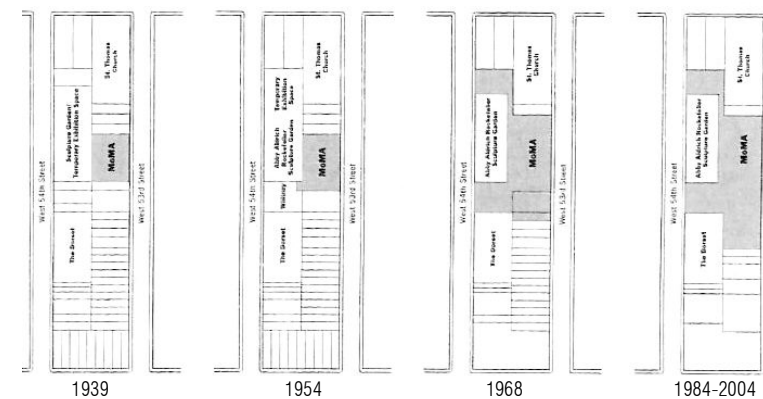 West 54th Street
Sculpture Garden/
Temporary Exhibition Space
The Dorset
St. Thomas
Church
MoMA
West 53rd Street
1939
West 54th Street
Temporary
Exhibition
Space
Abby Aldrich
Rockefeller
Sculpture Garden
Whitney
The Dorset
St. Thomas
Church
MoMA
West 53rd Street
1954
West 54th Street
Abby Aldrich Rockefeller
Sculpture Garden
The Dorset
St. Thomas
Church
MoMA
West 53rd Street
1968
West 54th Street
Abby Aldrich Rockefeller
Sculpture Garden
The Dorset
St. Thomas
Church
MoMA
1984-2004